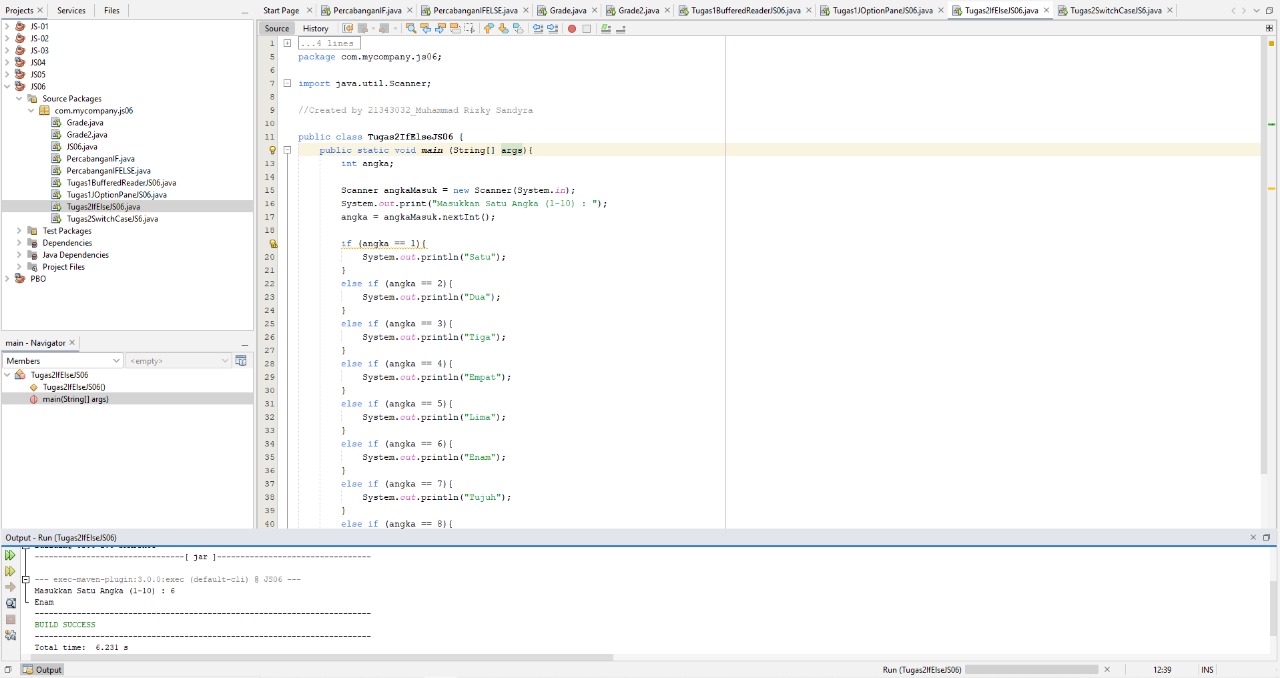 Projects Services Files
JS-01
JS-02
JS-03
JS04
JS05
JS06
Source Packages
com.mycompany.js06
Grade.java
Grade2.java
JS06.java
PercabanganIF.java
PercabanganIFELSE.java
Tugas1BufferedReaderJS06.java
Tugas1JOptionPaneJS06.java
Tugas2IfElseJS06.java
Tugas2SwitchCaseJS6.java
Test Packages
Dependencies
Java Dependencies
Project Files
PBO
main - Navigator
Members <empty>
Tugas2IfElseJS06
Tugas2IfElseJS06()
main(String[] args)
Start Page PercabanganIF.java PercabanganIFELSE.java Grade.java Grade2.java Tugas1BufferedReaderJS06.java Tugas1JOptionPaneJS06.java Tugas2IfElseJS06.java Tugas2SwitchCaseJS6.java
Source History
1 ...4 lines
5 package com.mycompany.js06;
6
7 import java.util.Scanner;
8
9 //Created by 21343032_Muhammad Rizky Sandyra
10
11 public class Tugas2IfElseJS06 {
public static void main (String[] args){
13 int angka;
14
15 Scanner angkaMasuk = new Scanner(System.in);
16 System.out.print("Masukkan Satu Angka (1-10) : ");
17 angka = angkaMasuk.nextInt();
18
if (angka == 1){
20 System.out.println("Satu");
21 }
22 else if (angka == 2){
23 System.out.println("Dua");
24 }
25 else if (angka == 3){
26 System.out.println("Tiga");
27 }
28 else if (angka == 4){
29 System.out.println("Empat");
30 }
31 else if (angka == 5){
32 System.out.println("Lima");
33 }
34 else if (angka == 6){
35 System.out.println("Enam");
36 }
37 else if (angka == 7){
38 System.out.println("Tujuh");
39 }
40 else if (angka == 8){
Output - Run (Tugas2IfElseJS06)
--------------------------------[ jar ]---------------------------------
--- exec-maven-plugin:3.0.0:exec (default-cli) @ JS06 ---
Masukkan Satu Angka (1-10) : 6
Enam
------------------------------------------------------------------------
BUILD SUCCESS
------------------------------------------------------------------------
Total time: 6.231 s
Output Run (Tugas2IfElseJS06) 12:39 INS